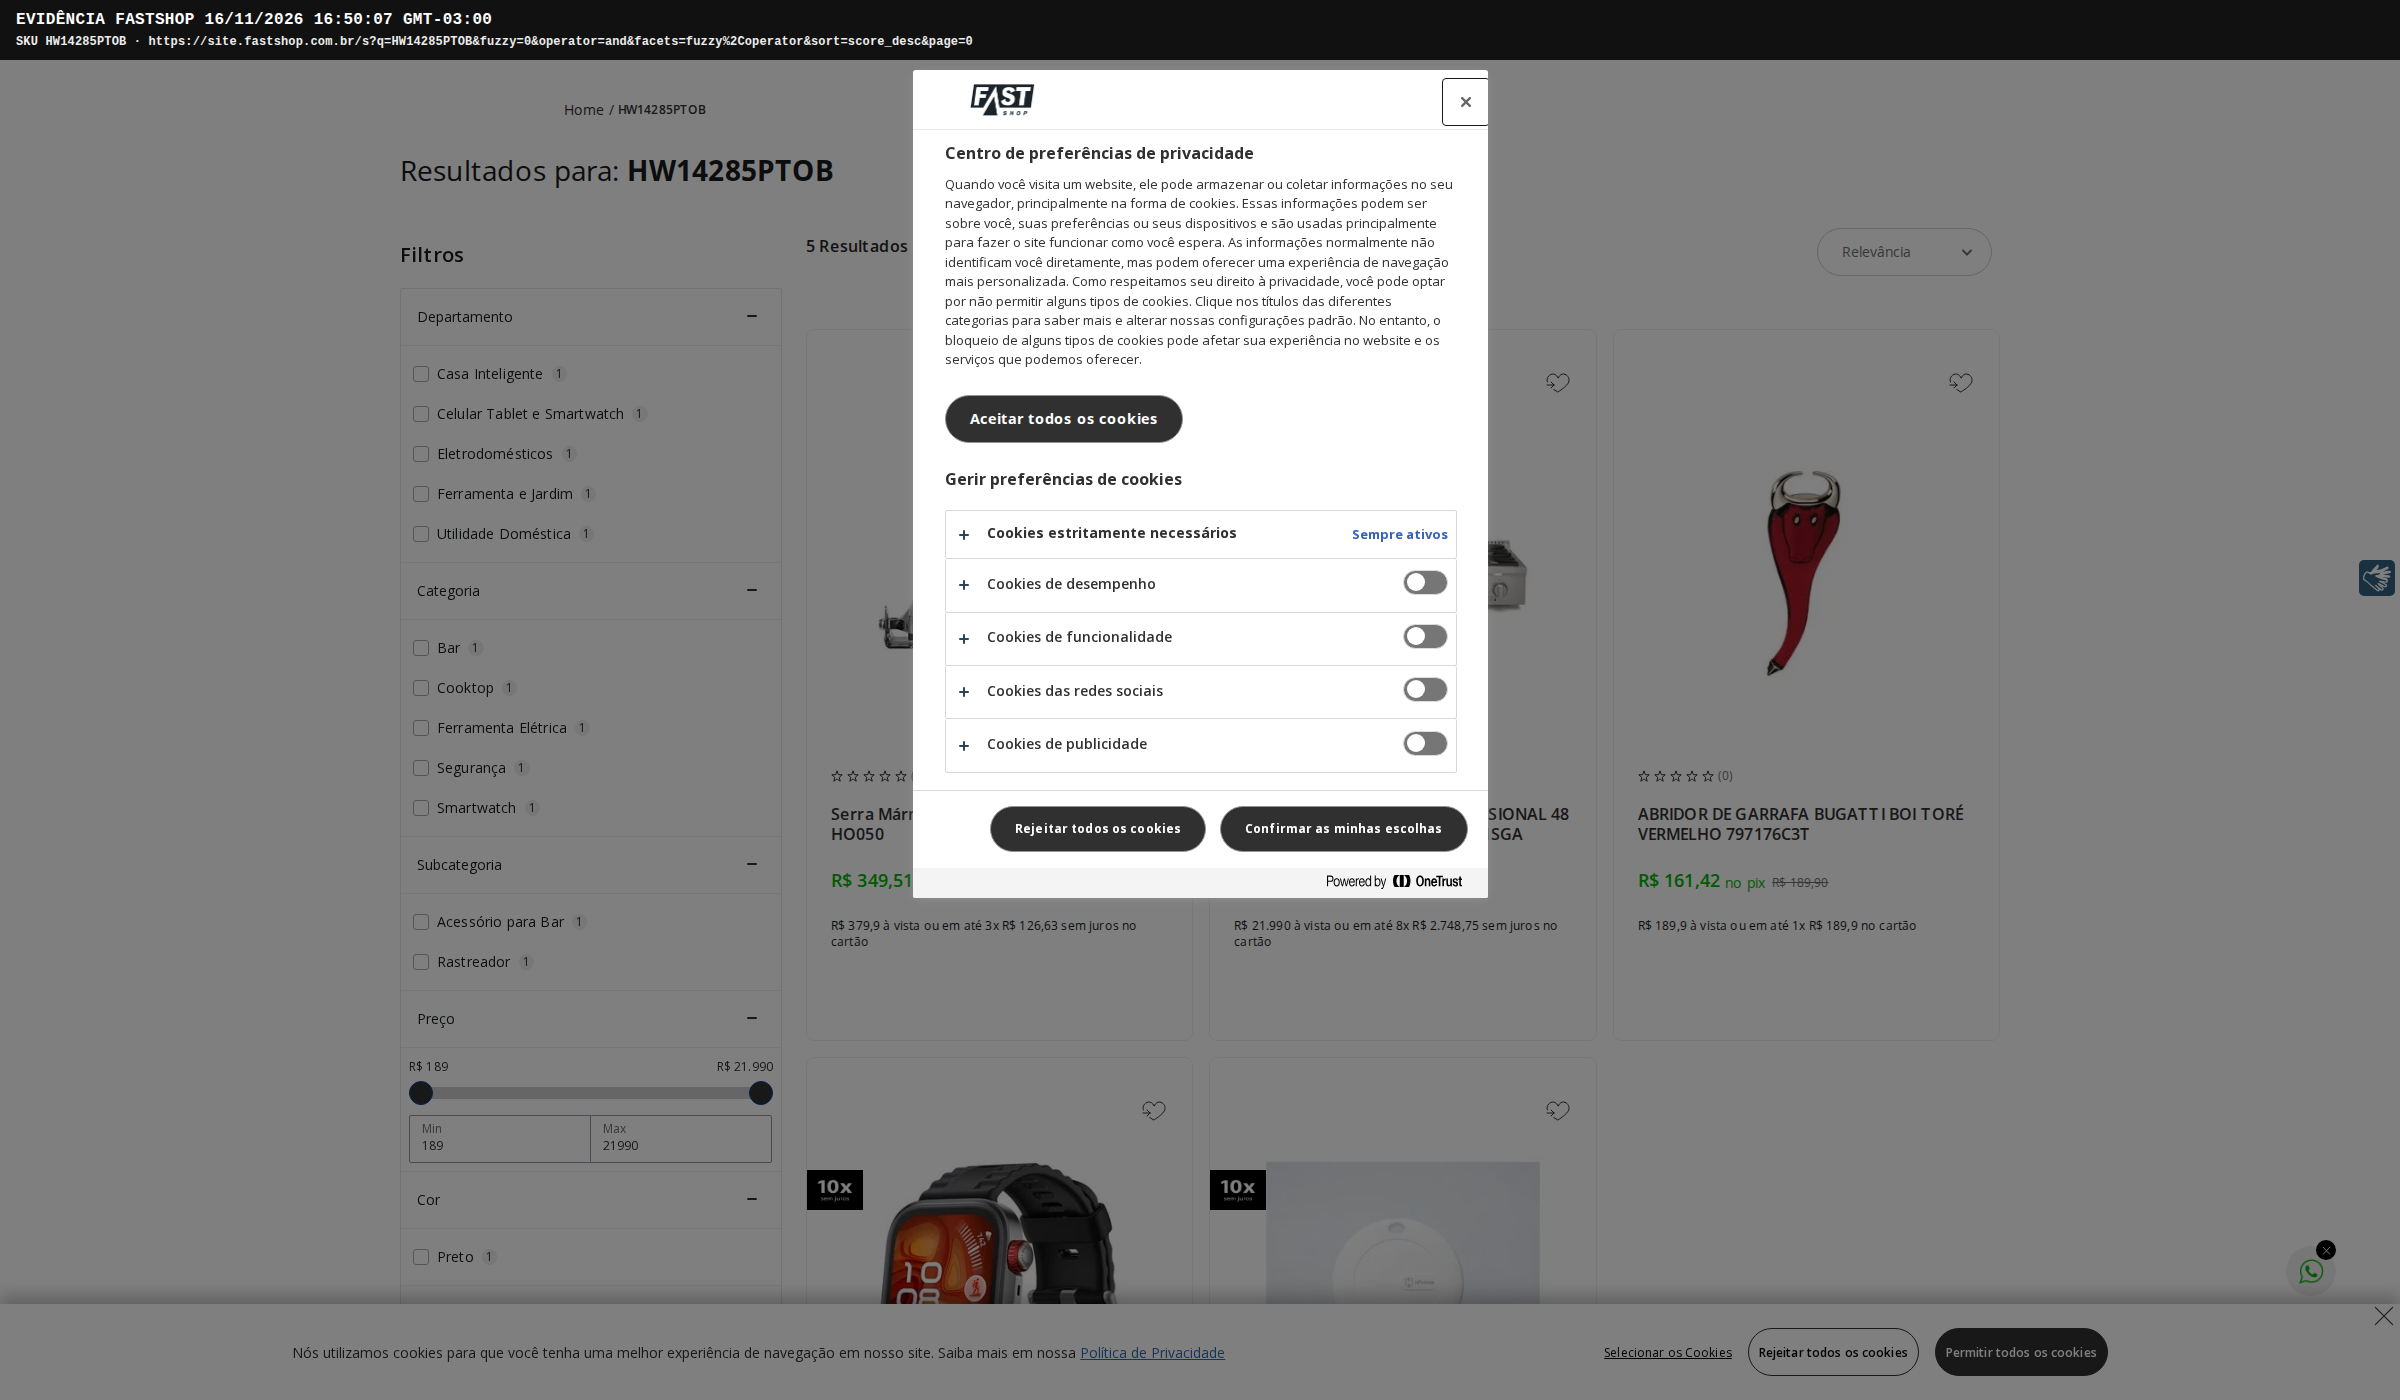 EVIDÊNCIA FASTSHOP 16/11/2026 16:50:07 GMT-03:00
SKU HW14285PTOB · https://site.fastshop.com.br/s?q=HW14285PTOB&fuzzy=0&operator=and&facets=fuzzy%2Coperator&sort=score_desc&page=0
Home / HW14285PTOB
Resultados para: HW14285PTOB
Filtros
5 Resultados
Relevância
Departamento
Casa Inteligente 1
Celular Tablet e Smartwatch 1
Eletrodomésticos 1
Ferramenta e Jardim 1
Utilidade Doméstica 1
Categoria
Bar 1
Cooktop 1
Ferramenta Elétrica 1
Segurança 1
Smartwatch 1
Subcategoria
Acessório para Bar 1
Rastreador 1
Preço
R$ 189
R$ 21.990
Min
189
Max
21990
Cor
Preto 1
FAST
SHOP
Centro de preferências de privacidade
Quando você visita um website, ele pode armazenar ou coletar informações no seu
navegador, principalmente na forma de cookies. Essas informações podem ser
sobre você, suas preferências ou seus dispositivos e são usadas principalmente
para fazer o site funcionar como você espera. As informações normalmente não
identificam você diretamente, mas podem oferecer uma experiência de navegação
mais personalizada. Como respeitamos seu direito à privacidade, você pode optar
por não permitir alguns tipos de cookies. Clique nos títulos das diferentes
categorias para saber mais e alterar nossas configurações padrão. No entanto, o
bloqueio de alguns tipos de cookies pode afetar sua experiência no website e os
serviços que podemos oferecer.
Aceitar todos os cookies
Gerir preferências de cookies
Cookies estritamente necessários
Sempre ativos
Cookies de desempenho
Cookies de funcionalidade
Cookies das redes sociais
Cookies de publicidade
Rejeitar todos os cookies
Confirmar as minhas escolhas
Powered by OneTrust
Serra Márm
HO050
R$ 349,51
R$ 379,9 à vista ou em até 3x R$ 126,63 sem juros no
cartão
SIONAL 48
SGA
R$ 21.990 à vista ou em até 8x R$ 2.748,75 sem juros no
cartão
(0)
ABRIDOR DE GARRAFA BUGATTI BOI TORÉ
VERMELHO 797176C3T
R$ 161,42 no pix R$ 189,90
R$ 189,9 à vista ou em até 1x R$ 189,9 no cartão
10x
sem juros
10
08
10x
sem juros
Nós utilizamos cookies para que você tenha uma melhor experiência de navegação em nosso site. Saiba mais em nossa Política de Privacidade
Selecionar os Cookies
Rejeitar todos os cookies
Permitir todos os cookies